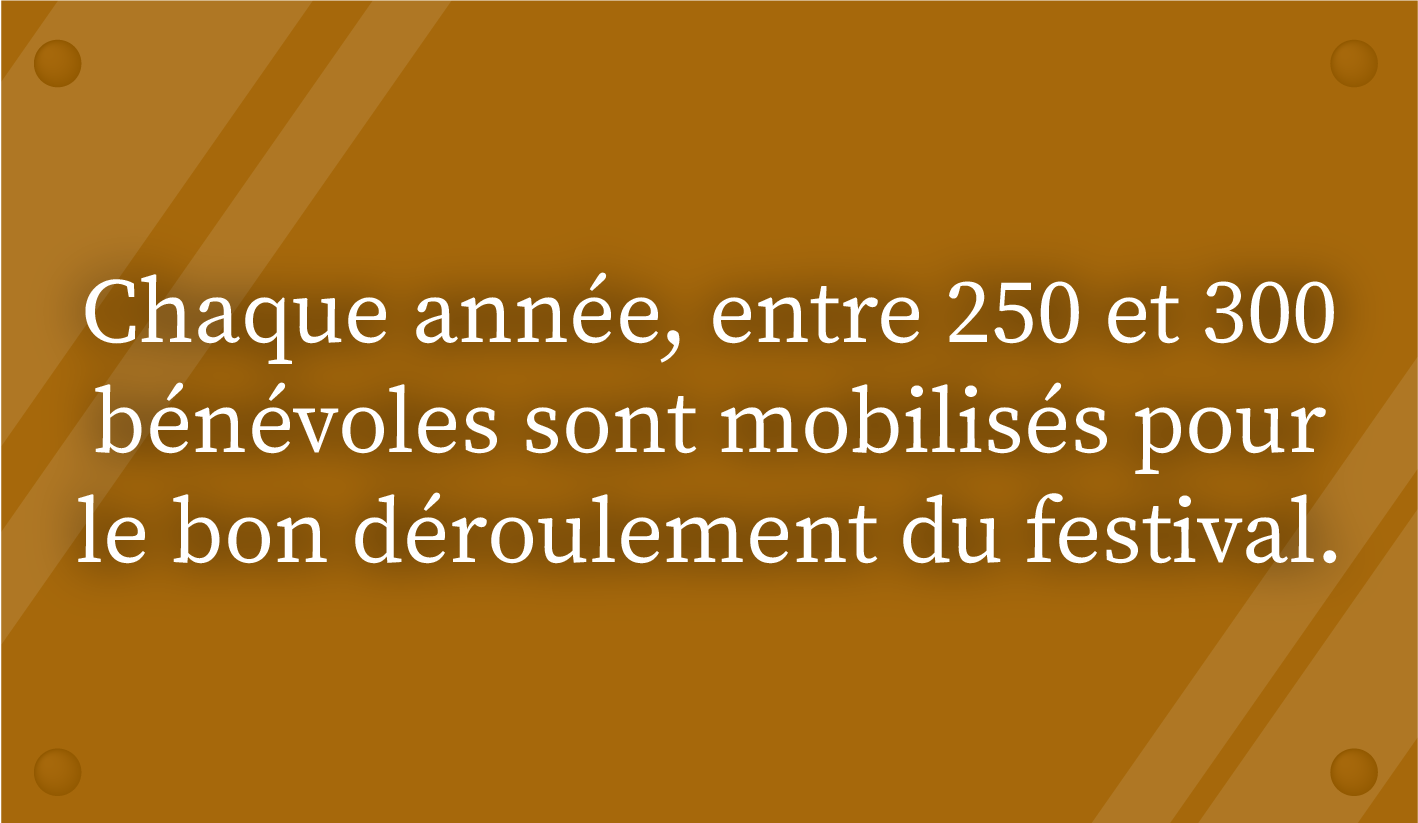 Chaque année, entre 250 et 300
bénévoles sont mobilisés pour
le bon déroulement du festival.